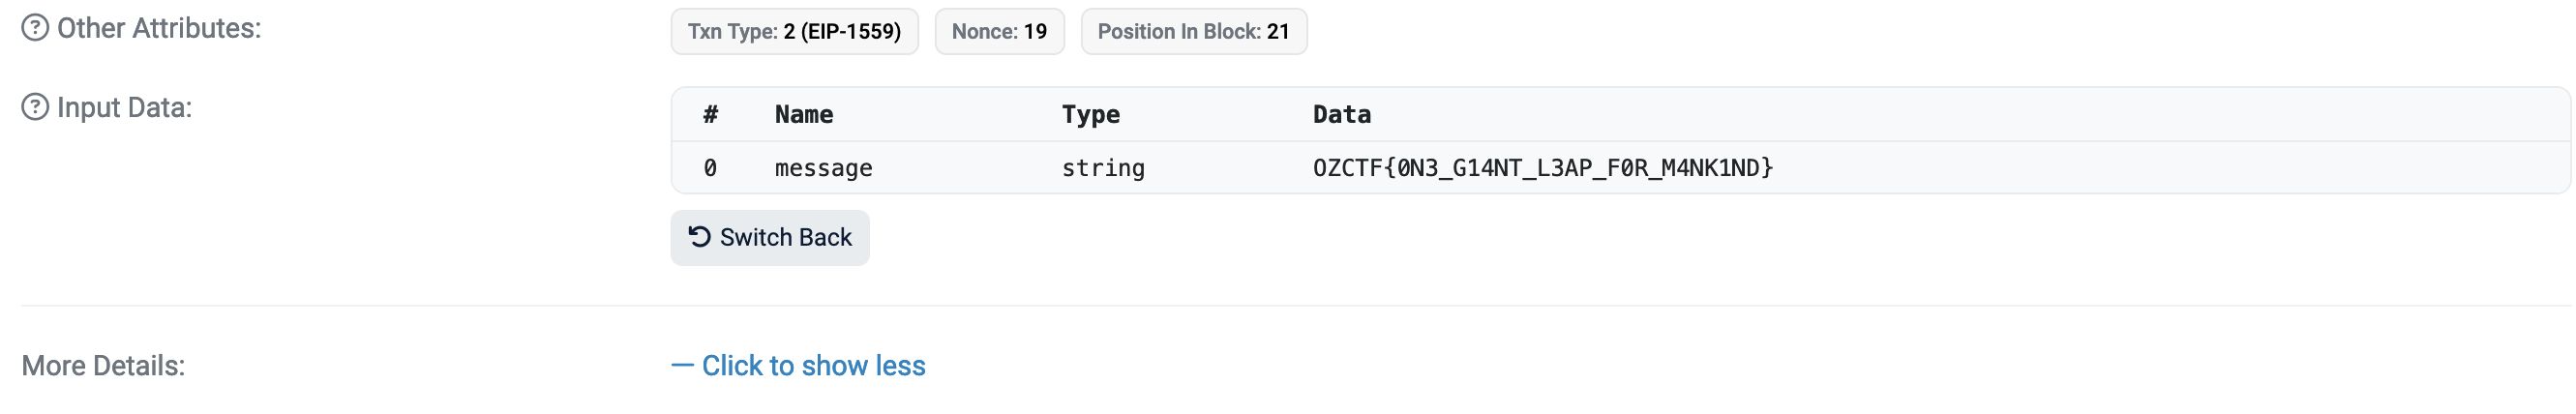 Other Attributes: Txn Type: 2 (EIP-1559) Nonce: 19 Position In Block: 21
Input Data:
# Name Type Data
0 message string OZCTF{0N3_G14NT_L3AP_F0R_M4NK1ND}
Switch Back
More Details: — Click to show less